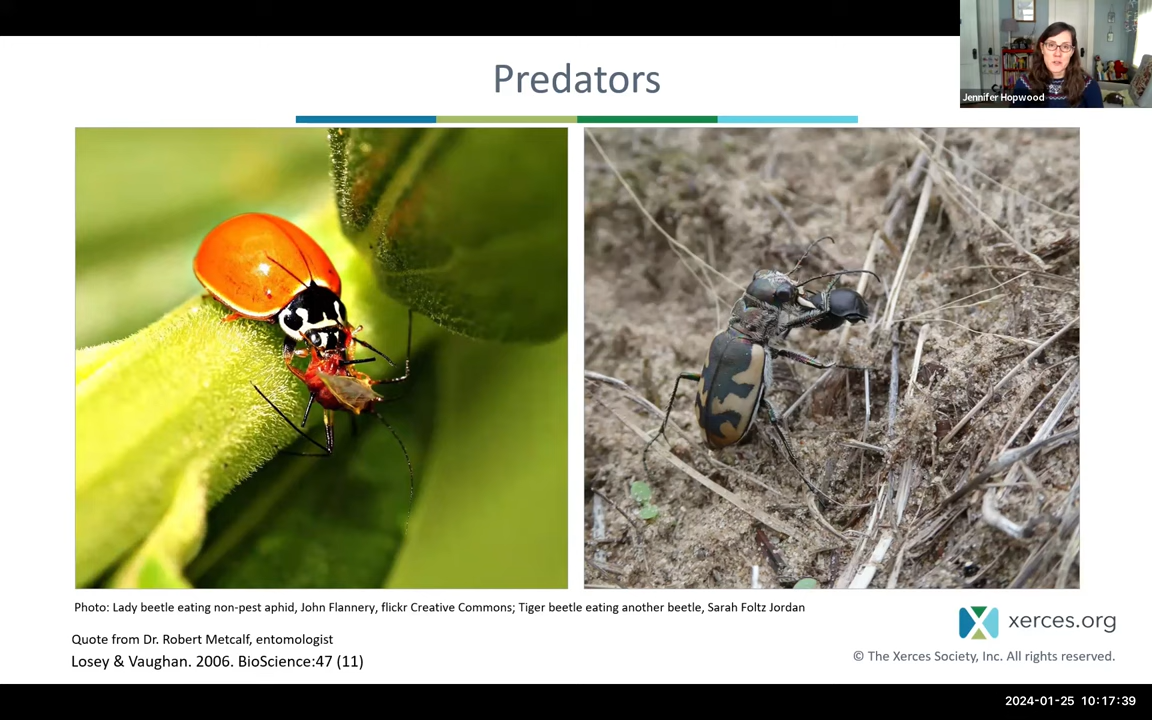 Predators
Jennifer Hopwood
Photo: Lady beetle eating non-pest aphid, John Flannery, flickr Creative Commons; Tiger beetle eating another beetle, Sarah Foltz Jordan
Quote from Dr. Robert Metcalf, entomologist
Losey & Vaughan. 2006. BioScience:47 (11)
xerces.org
© The Xerces Society, Inc. All rights reserved.
2024-01-25 10:17:39